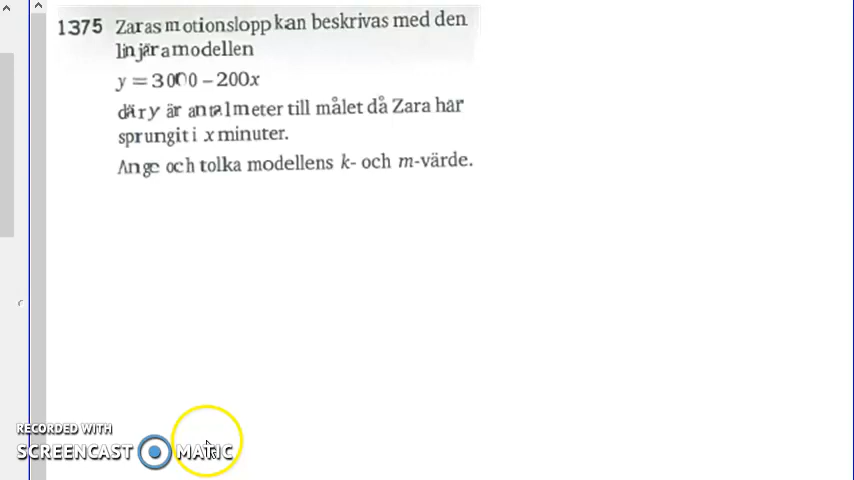 1375 Zaras motionslopp kan beskrivas med den
linjära modellen
y = 3000 – 200x
där y är antal meter till målet då Zara har
sprungit i x minuter.
Ange och tolka modellens k- och m-värde.
RECORDED WITH
SCREENCAST MATIC